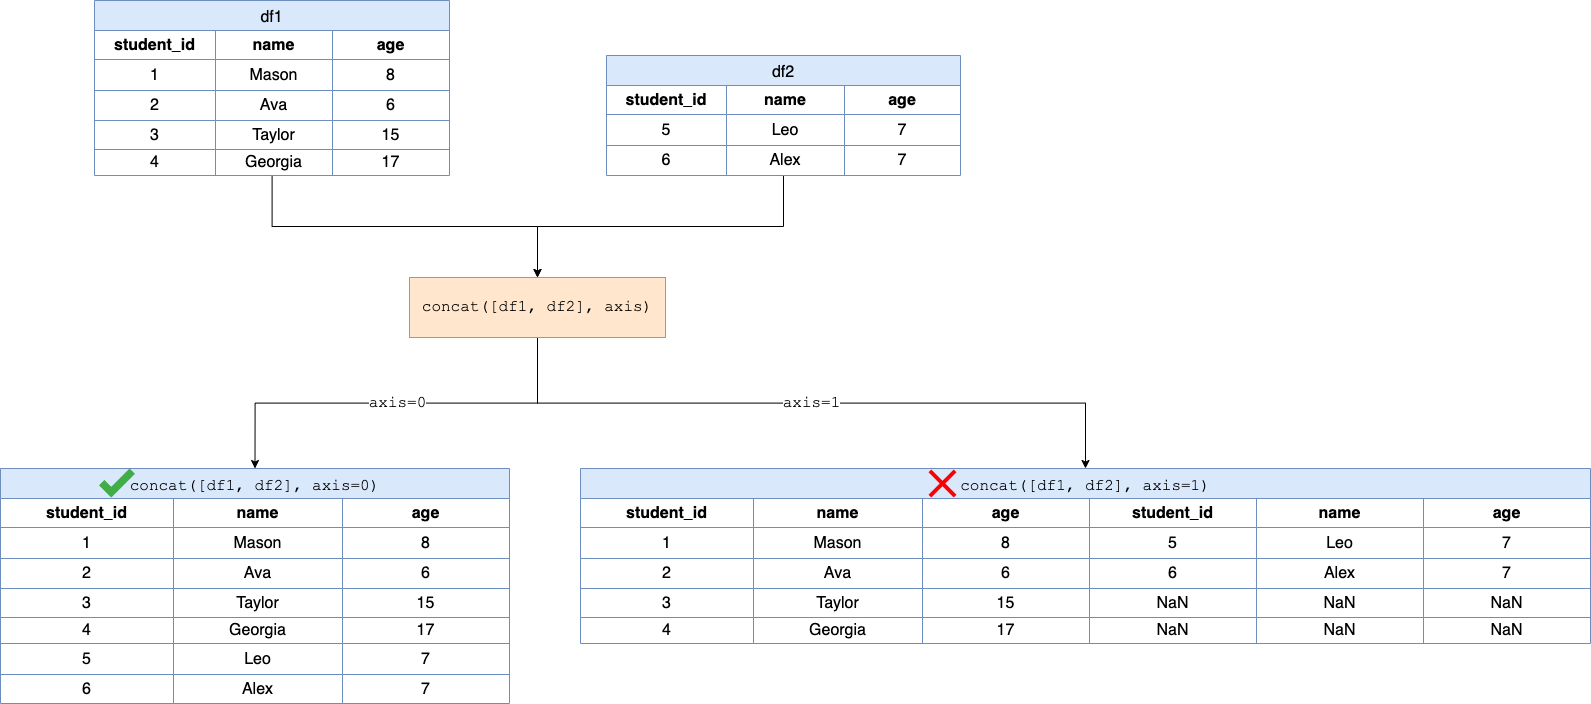 df1
student_id name age
1 Mason 8
2 Ava 6
3 Taylor 15
4 Georgia 17
df2
student_id name age
5 Leo 7
6 Alex 7
concat([df1, df2], axis)
axis=0
axis=1
concat([df1, df2], axis=0)
student_id name age
1 Mason 8
2 Ava 6
3 Taylor 15
4 Georgia 17
5 Leo 7
6 Alex 7
concat([df1, df2], axis=1)
student_id name age student_id name age
1 Mason 8 5 Leo 7
2 Ava 6 6 Alex 7
3 Taylor 15 NaN NaN NaN
4 Georgia 17 NaN NaN NaN